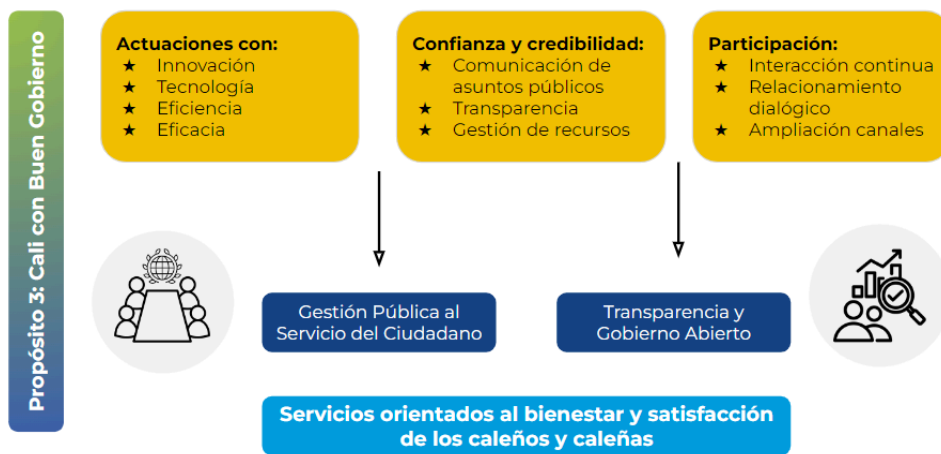 Propósito 3: Cali con Buen Gobierno
Actuaciones con:
★ Innovación
★ Tecnología
★ Eficiencia
★ Eficacia
Confianza y credibilidad:
★ Comunicación de
asuntos públicos
★ Transparencia
★ Gestión de recursos
Participación:
★ Interacción continua
★ Relacionamiento
dialógico
★ Ampliación canales
Gestión Pública al
Servicio del Ciudadano
Transparencia y
Gobierno Abierto
Servicios orientados al bienestar y satisfacción
de los caleños y caleñas